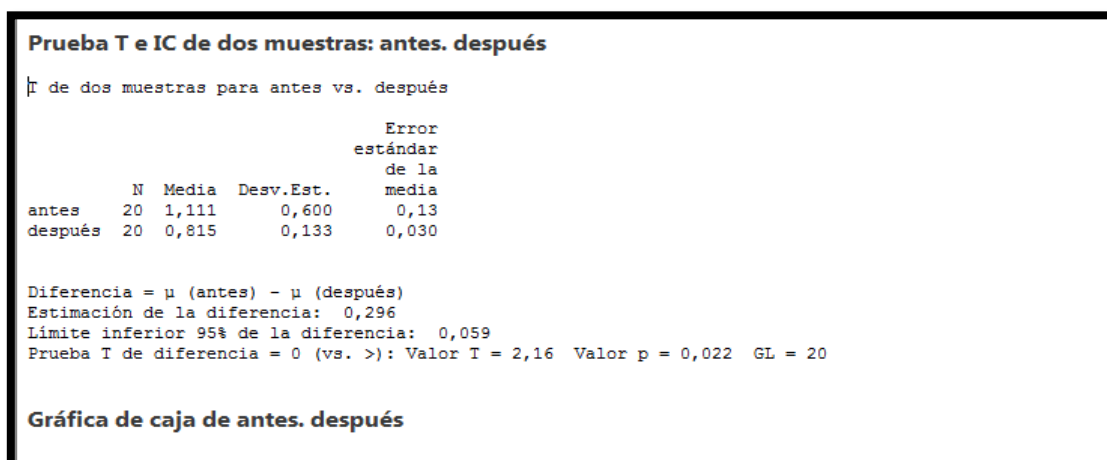 Prueba T e IC de dos muestras: antes. después
T de dos muestras para antes vs. después
Error
estándar
de la
N Media Desv.Est. media
antes 20 1,111 0,600 0,13
después 20 0,815 0,133 0,030
Diferencia = μ (antes) - μ (después)
Estimación de la diferencia: 0,296
Límite inferior 95% de la diferencia: 0,059
Prueba T de diferencia = 0 (vs. >): Valor T = 2,16 Valor p = 0,022 GL = 20
Gráfica de caja de antes. después